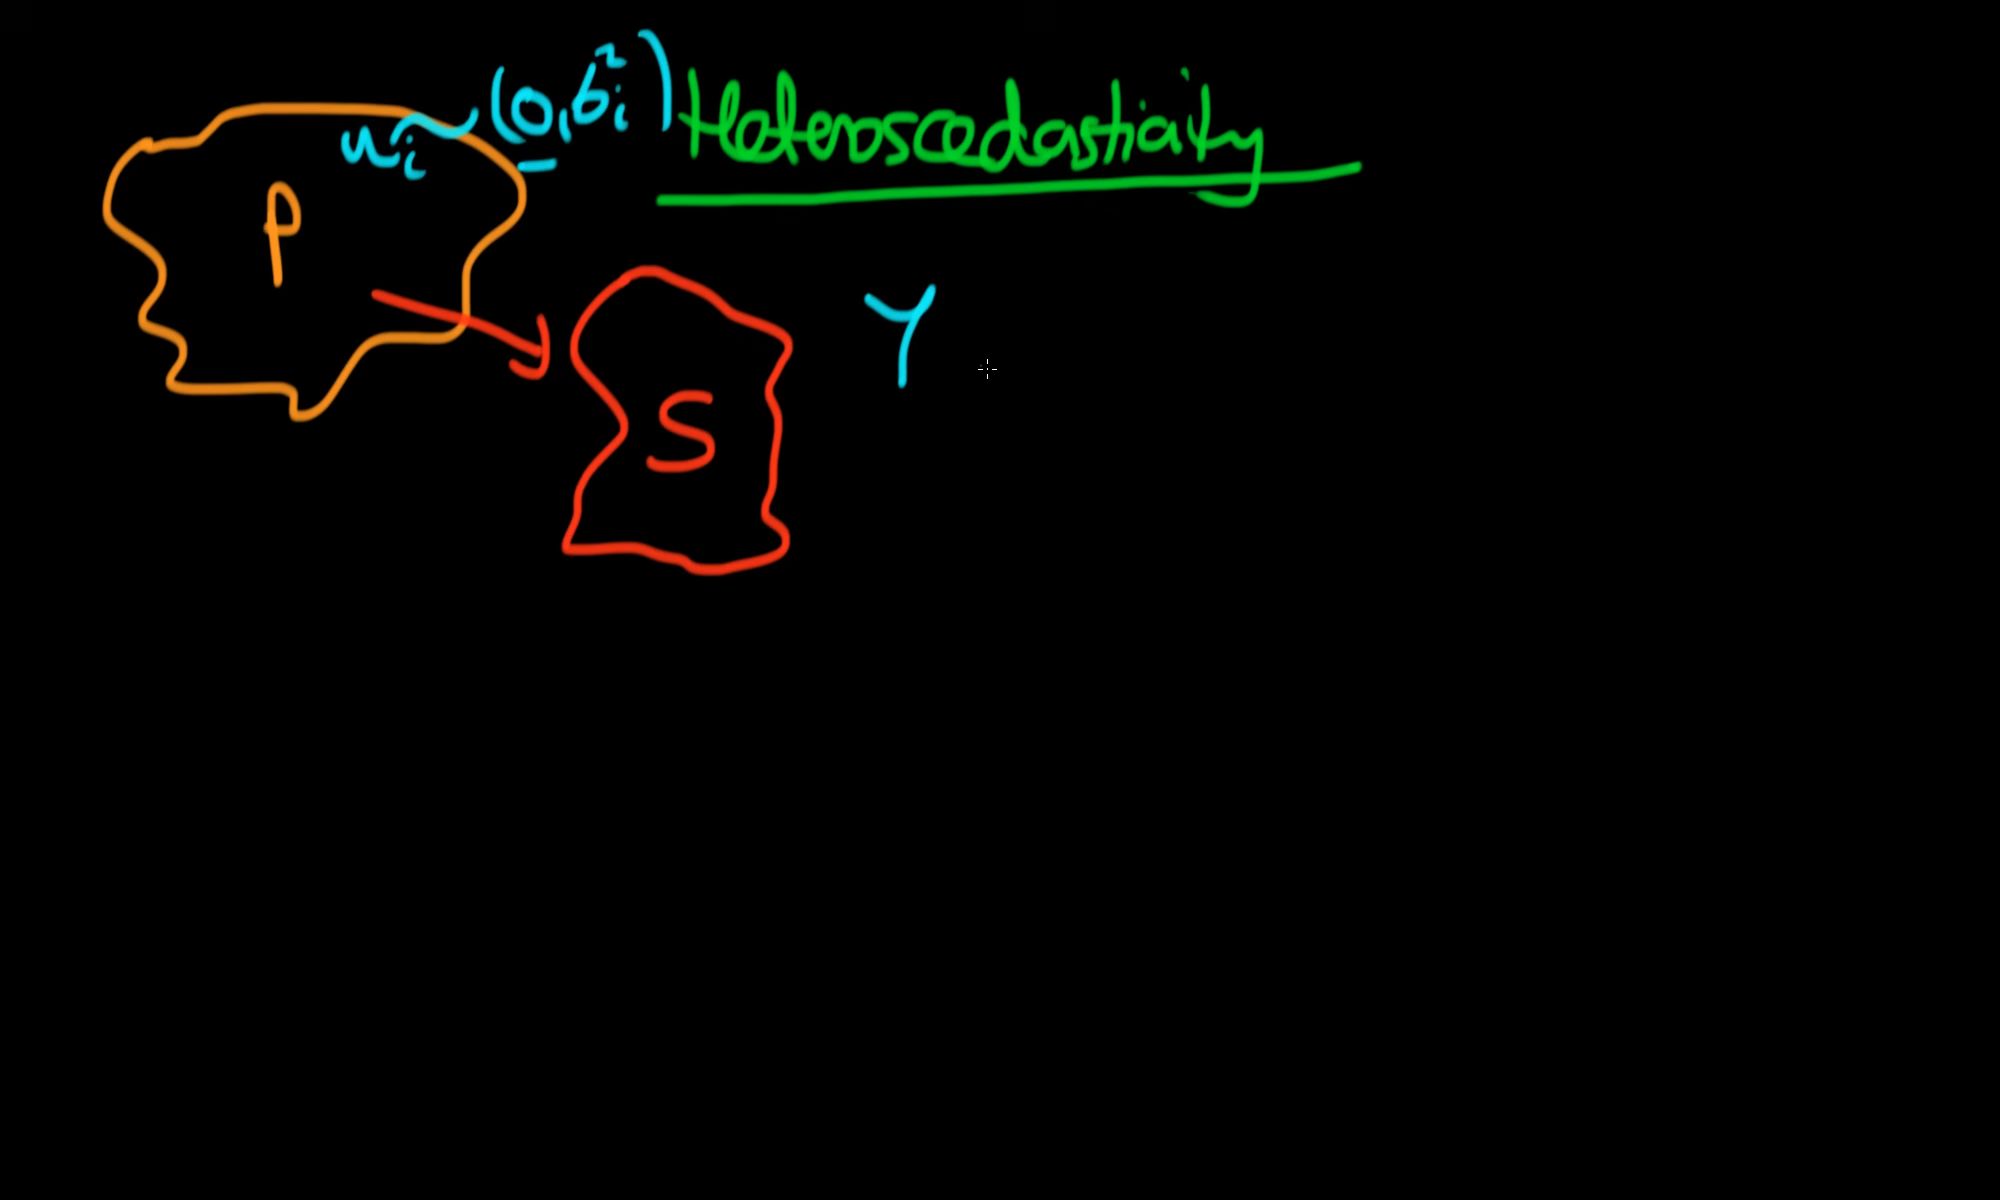 uᵢ ~ (0, σᵢ²) Heteroscedasticity
P
S
Y